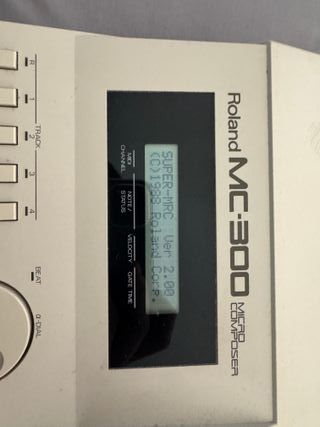 Roland MC-300 MICRO COMPOSER
SUPER-MRC Ver 2.00
(C)1988 Roland Corp.
MIDI CHANNEL
NOTE/ STATUS
VELOCITY
GATE TIME
R
1
2
3
4
TRACK
BEAT
α-DIAL